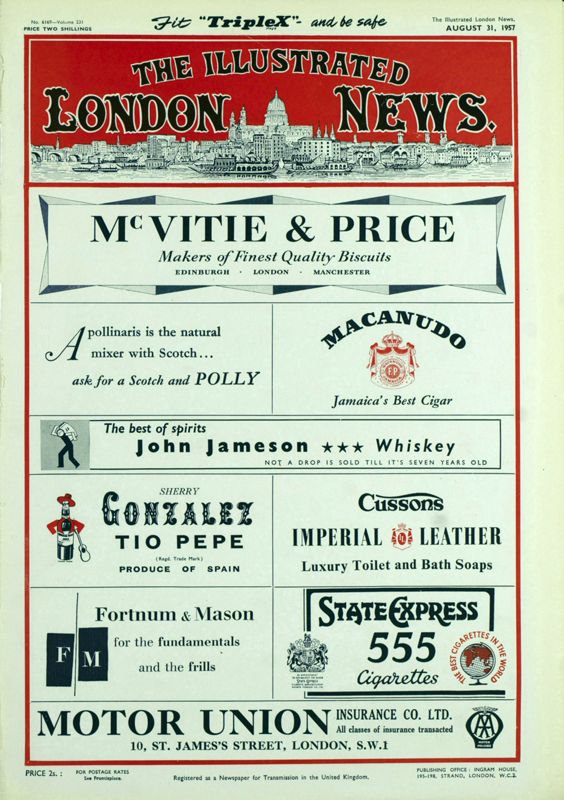 No. 6169—Volume 231
PRICE TWO SHILLINGS
Fit "TripleX" - and be safe
The Illustrated London News,
AUGUST 31, 1957
THE ILLUSTRATED
LONDON NEWS.
McVITIE & PRICE
Makers of Finest Quality Biscuits
EDINBURGH · LONDON · MANCHESTER
Apollinaris is the natural
mixer with Scotch...
ask for a Scotch and POLLY
MACANUDO
F.P
Jamaica's Best Cigar
The best of spirits
John Jameson ★★★ Whiskey
NOT A DROP IS SOLD TILL IT'S SEVEN YEARS OLD
SHERRY
GONZALEZ
TIO PEPE
(Regd. Trade Mark)
PRODUCE OF SPAIN
Cussons
IMPERIAL LEATHER
Luxury Toilet and Bath Soaps
Fortnum & Mason
for the fundamentals
and the frills
F M
STATE EXPRESS
555
Cigarettes
THE BEST CIGARETTES IN THE WORLD
MOTOR UNION INSURANCE CO. LTD.
All classes of insurance transacted
10, ST. JAMES'S STREET, LONDON, S.W.1
AA
PRICE 2s. :
FOR POSTAGE RATES
See Frontispiece.
Registered as a Newspaper for Transmission in the United Kingdom.
PUBLISHING OFFICE : INGRAM HOUSE,
195-198, STRAND, LONDON, W.C.2.